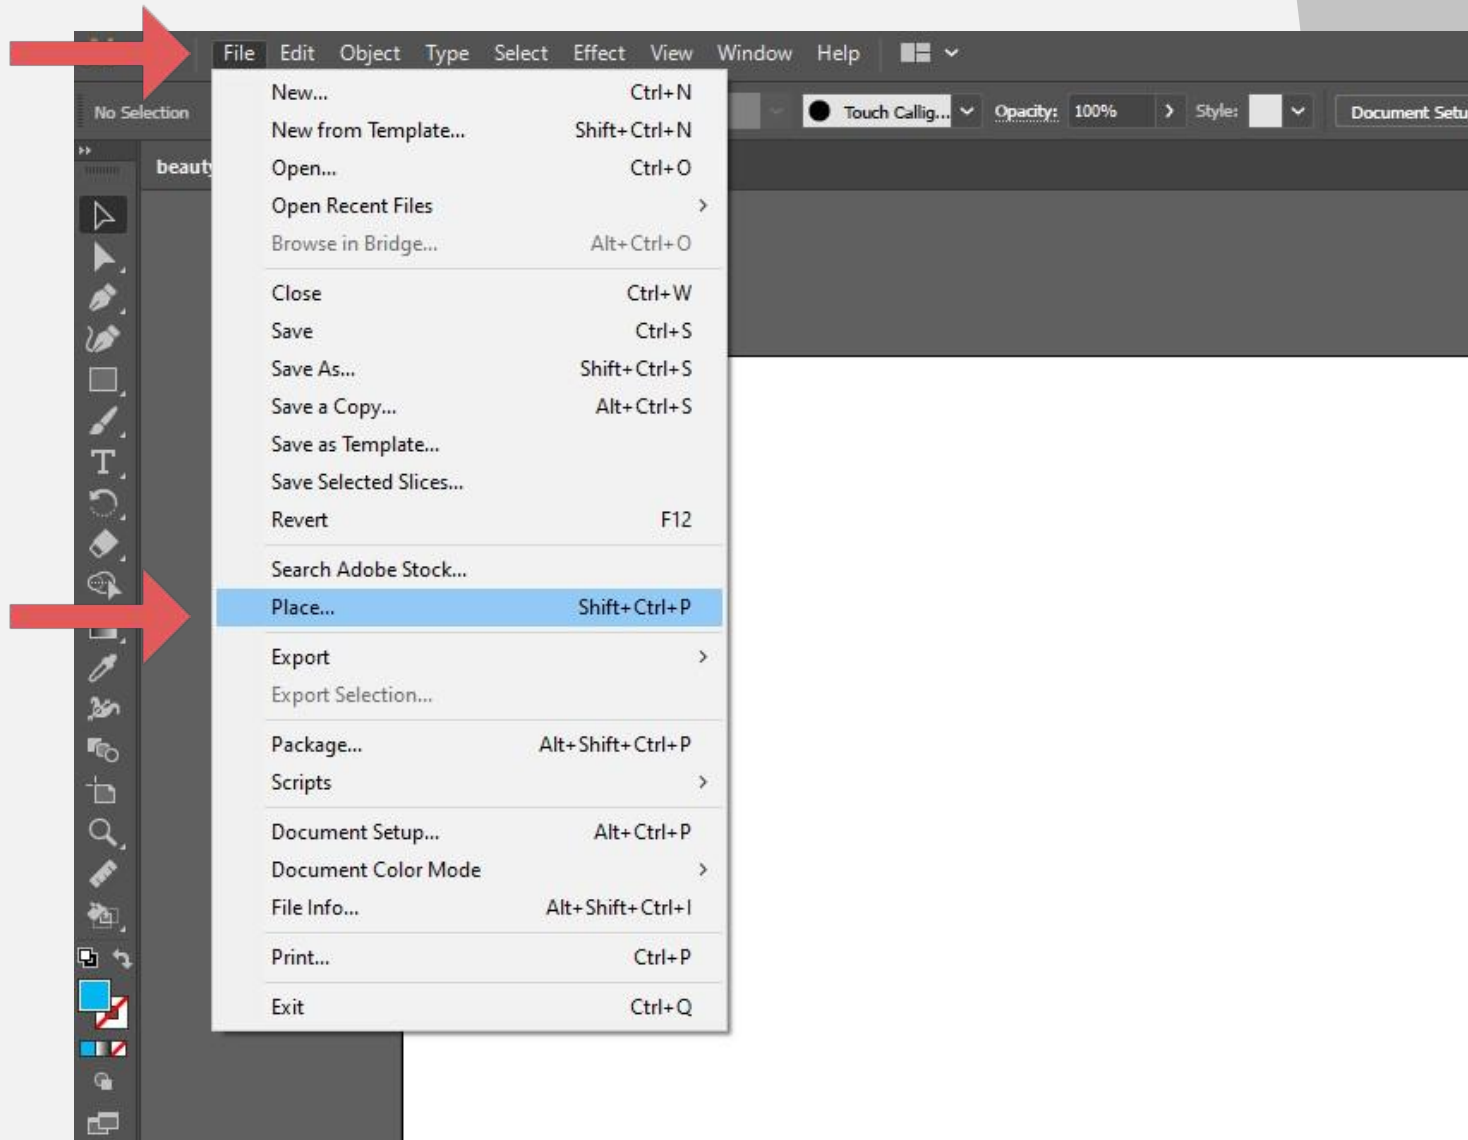 File Edit Object Type Select Effect View Window Help
No Selection Touch Callig... Opacity: 100% Style: Document Setu
beauty
New... Ctrl+N
New from Template... Shift+Ctrl+N
Open... Ctrl+O
Open Recent Files
Browse in Bridge... Alt+Ctrl+O
Close Ctrl+W
Save Ctrl+S
Save As... Shift+Ctrl+S
Save a Copy... Alt+Ctrl+S
Save as Template...
Save Selected Slices...
Revert F12
Search Adobe Stock...
Place... Shift+Ctrl+P
Export
Export Selection...
Package... Alt+Shift+Ctrl+P
Scripts
Document Setup... Alt+Ctrl+P
Document Color Mode
File Info... Alt+Shift+Ctrl+I
Print... Ctrl+P
Exit Ctrl+Q